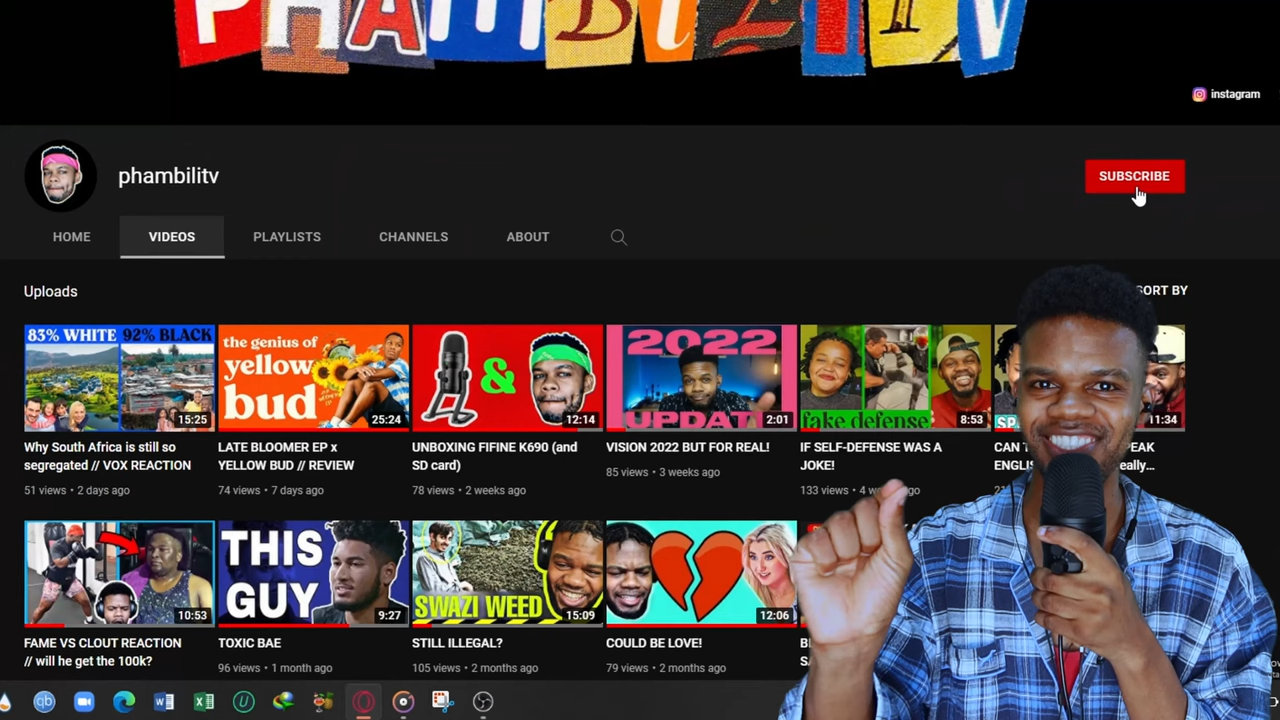 PHAMBILITV
instagram
phambilitv
SUBSCRIBE
HOME
VIDEOS
PLAYLISTS
CHANNELS
ABOUT
Uploads
SORT BY
83% WHITE 92% BLACK
15:25
Why South Africa is still so
segregated // VOX REACTION
51 views • 2 days ago
the genius of
yellow
bud
25:24
LATE BLOOMER EP x
YELLOW BUD // REVIEW
74 views • 7 days ago
&
12:14
UNBOXING FIFINE K690 (and
SD card)
78 views • 2 weeks ago
2022
UPDAT
2:01
VISION 2022 BUT FOR REAL!
85 views • 3 weeks ago
fake defense
8:53
IF SELF-DEFENSE WAS A
JOKE!
133 views • 4 w
ago
SP
11:34
CAN
PEAK
ENGLIS
eally...
10:53
FAME VS CLOUT REACTION
// will he get the 100k?
THIS
GUY
9:27
TOXIC BAE
96 views • 1 month ago
SWAZI WEED
15:09
STILL ILLEGAL?
105 views • 2 months ago
12:06
COULD BE LOVE!
79 views • 2 months ago